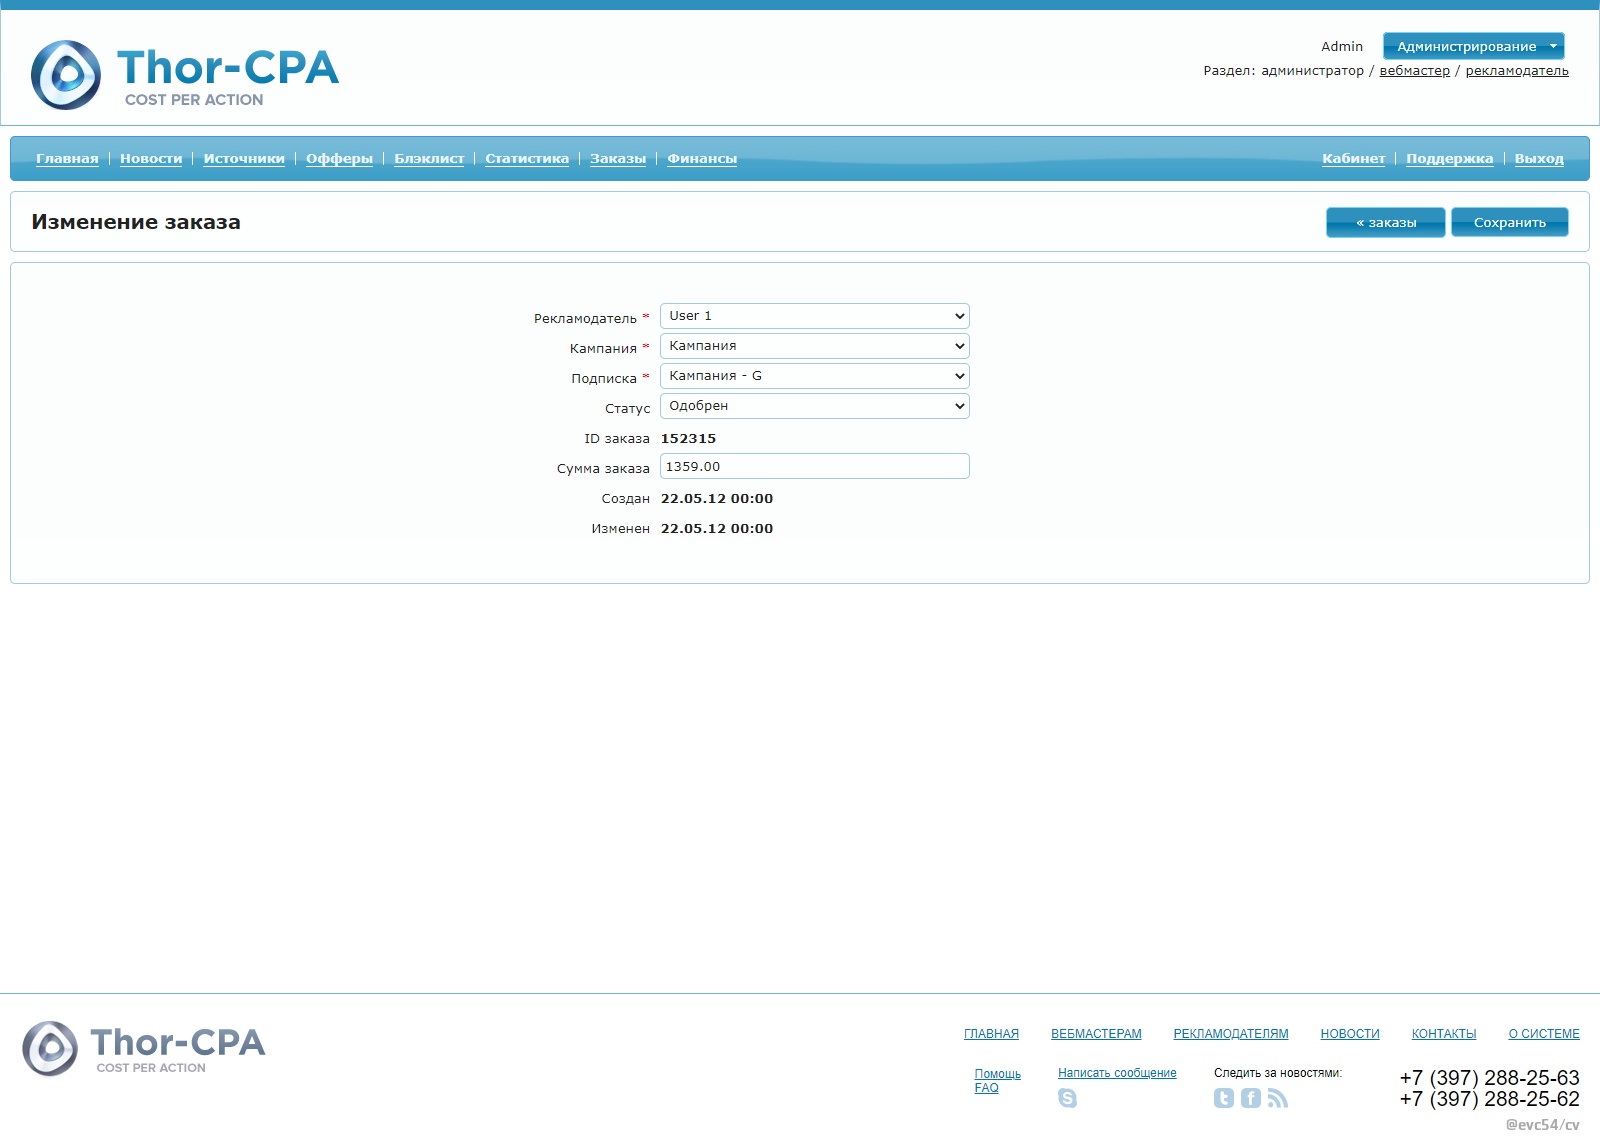 Thor-CPA
COST PER ACTION
Admin
Администрирование
Раздел: администратор / вебмастер / рекламодатель
Главная | Новости | Источники | Офферы | Блэклист | Статистика | Заказы | Финансы
Кабинет | Поддержка | Выход
Изменение заказа
« заказы
Сохранить
Рекламодатель * User 1
Кампания * Кампания
Подписка * Кампания - G
Статус Одобрен
ID заказа 152315
Сумма заказа 1359.00
Создан 22.05.12 00:00
Изменен 22.05.12 00:00
Thor-CPA
COST PER ACTION
ГЛАВНАЯ ВЕБМАСТЕРАМ РЕКЛАМОДАТЕЛЯМ НОВОСТИ КОНТАКТЫ О СИСТЕМЕ
Помощь
FAQ
Написать сообщение
Следить за новостями:
+7 (397) 288-25-63
+7 (397) 288-25-62
@evc54/cv